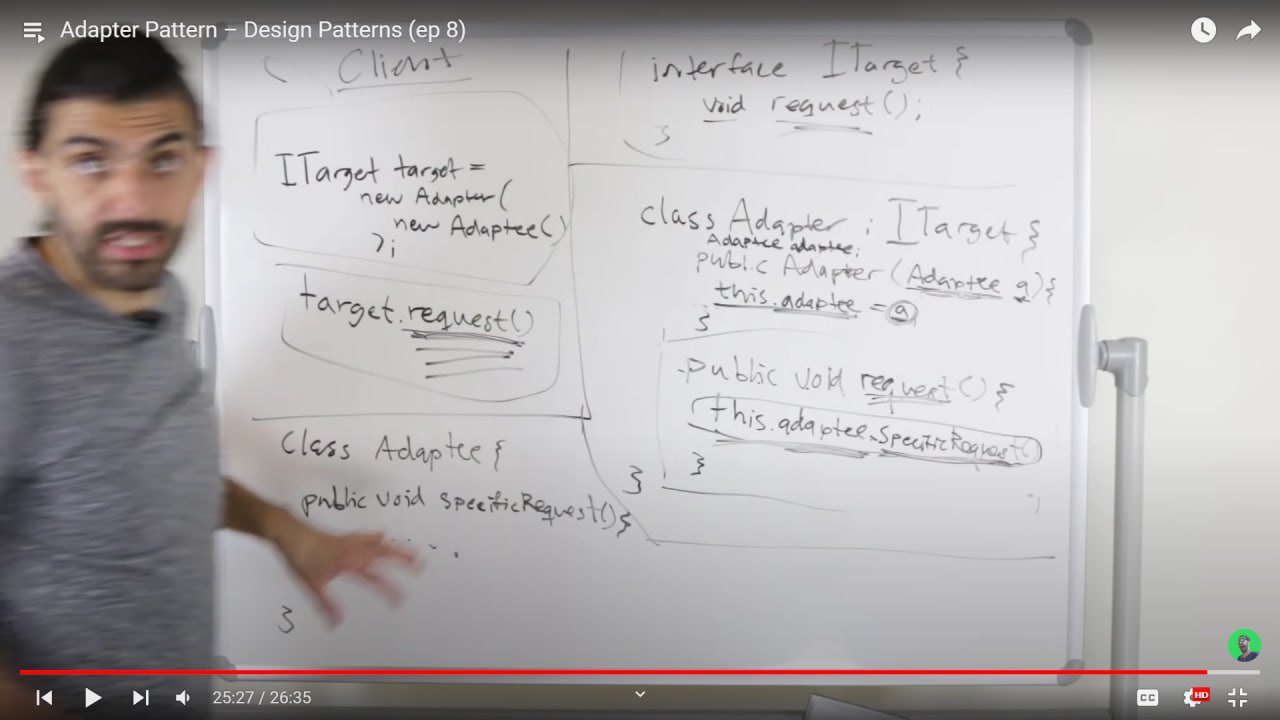 Adapter Pattern – Design Patterns (ep 8)
Client
ITarget target =
new Adapter(
new Adaptee()
);
target.request()
Class Adaptee {
public void specificRequest(){
....
}
interface ITarget {
void request();
}
class Adapter : ITarget {
Adaptee adaptee;
public Adapter (Adaptee a){
this.adaptee = a
}
public void request() {
this.adaptee.SpecificRequest()
}
}
25:27 / 26:35
CC
HD